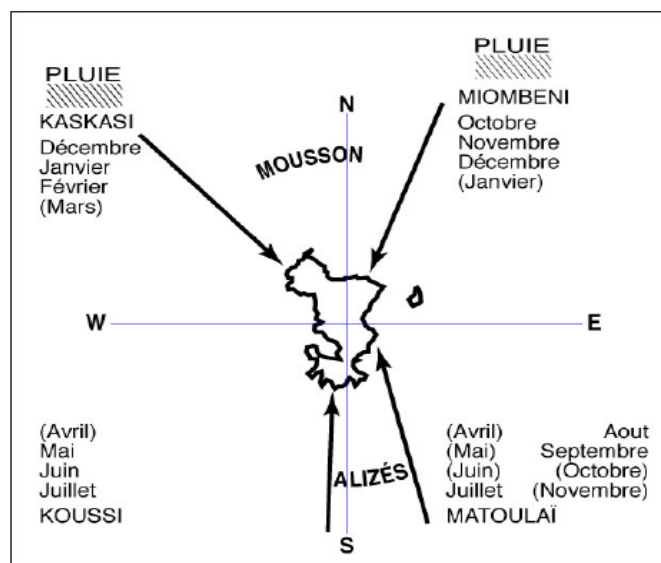 PLUIE
KASKASI
Décembre
Janvier
Février
(Mars)
PLUIE
MIOMBENI
Octobre
Novembre
Décembre
(Janvier)
N
MOUSSON
W
E
(Avril)
Mai
Juin
Juillet
KOUSSI
ALIZÉS
(Avril) Aout
(Mai) Septembre
(Juin) (Octobre)
Juillet (Novembre)
MATOULAÏ
S